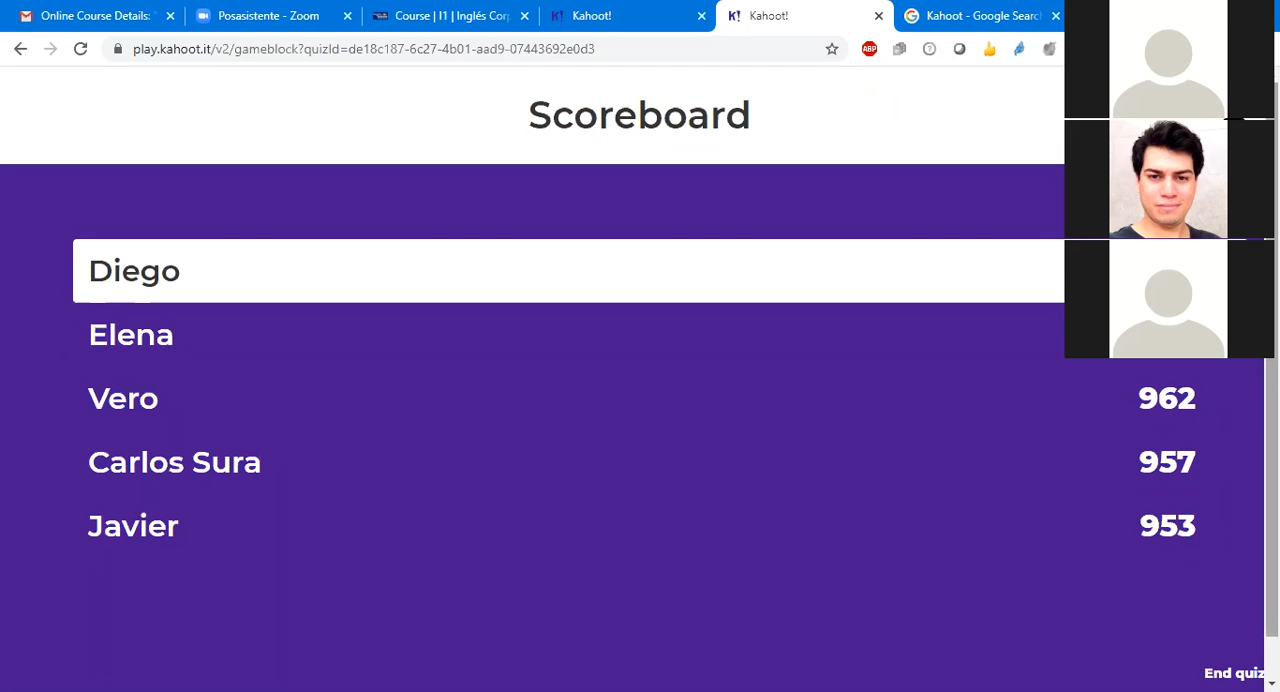 Online Course Details: "
Posasistente - Zoom
Course | I1 | Inglés Corp
Kahoot!
Kahoot!
Kahoot - Google Search
play.kahoot.it/v2/gameblock?quizId=de18c187-6c27-4b01-aad9-07443692e0d3
ABP
Scoreboard
Diego
Elena
Vero 962
Carlos Sura 957
Javier 953
End quiz